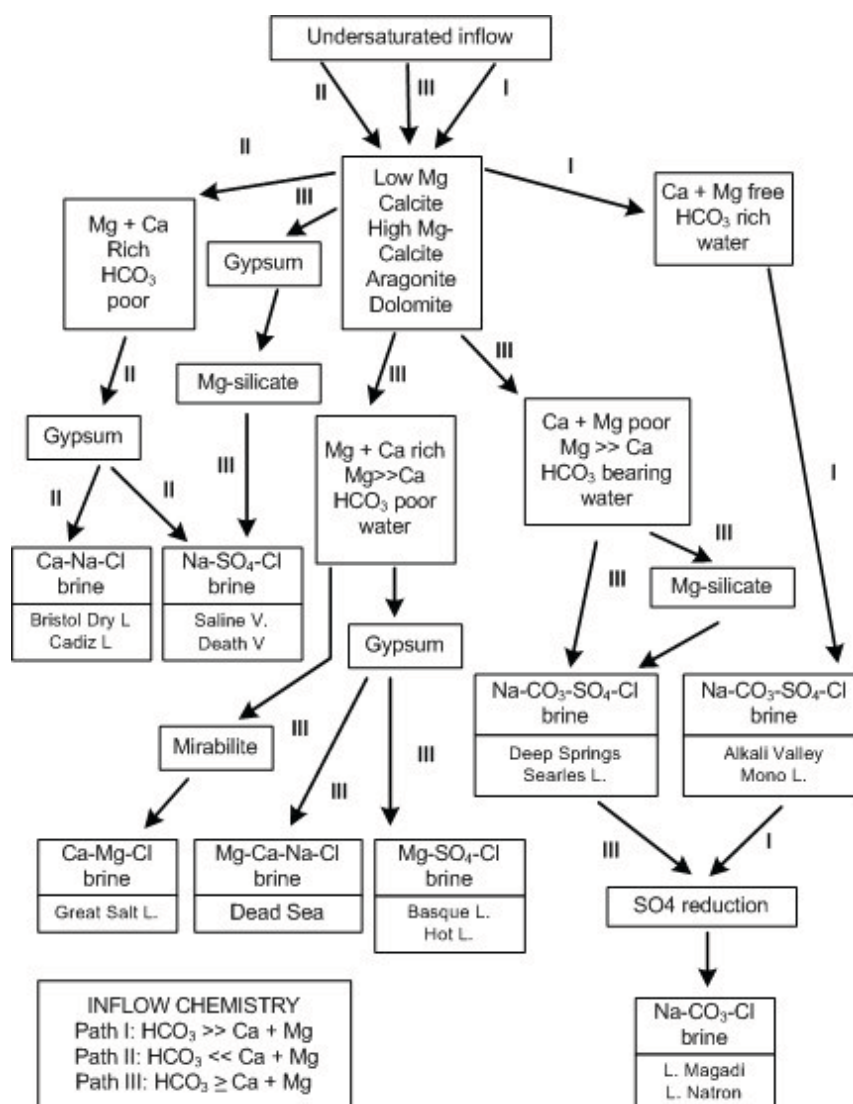 Undersaturated inflow
II
III
I
II
III
I
Low Mg
Calcite
High Mg-
Calcite
Aragonite
Dolomite
Ca + Mg free
HCO₃ rich
water
Mg + Ca
Rich
HCO₃
poor
Gypsum
II
Mg-silicate
III
III
Gypsum
III
Mg + Ca rich
Mg>>Ca
HCO₃ poor
water
Ca + Mg poor
Mg >> Ca
HCO₃ bearing
water
I
II
II
III
III
Mg-silicate
Ca-Na-Cl
brine
Bristol Dry L
Cadiz L
Na-SO₄-Cl
brine
Saline V.
Death V
Gypsum
Na-CO₃-SO₄-Cl
brine
Deep Springs
Searles L.
Na-CO₃-SO₄-Cl
brine
Alkali Valley
Mono L.
Mirabilite
III
III
III
Ca-Mg-Cl
brine
Great Salt L.
Mg-Ca-Na-Cl
brine
Dead Sea
Mg-SO₄-Cl
brine
Basque L.
Hot L.
III
I
SO4 reduction
Na-CO₃-Cl
brine
L. Magadi
L. Natron
INFLOW CHEMISTRY
Path I: HCO₃ >> Ca + Mg
Path II: HCO₃ << Ca + Mg
Path III: HCO₃ ≥ Ca + Mg